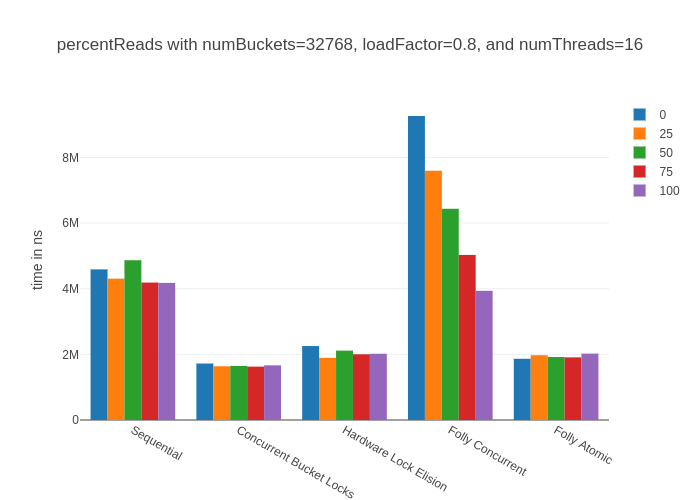 percentReads with numBuckets=32768, loadFactor=0.8, and numThreads=16
0
25
50
75
100
time in ns
8M
6M
4M
2M
0
Sequential
Concurrent Bucket Locks
Hardware Lock Elision
Folly Concurrent
Folly Atomic